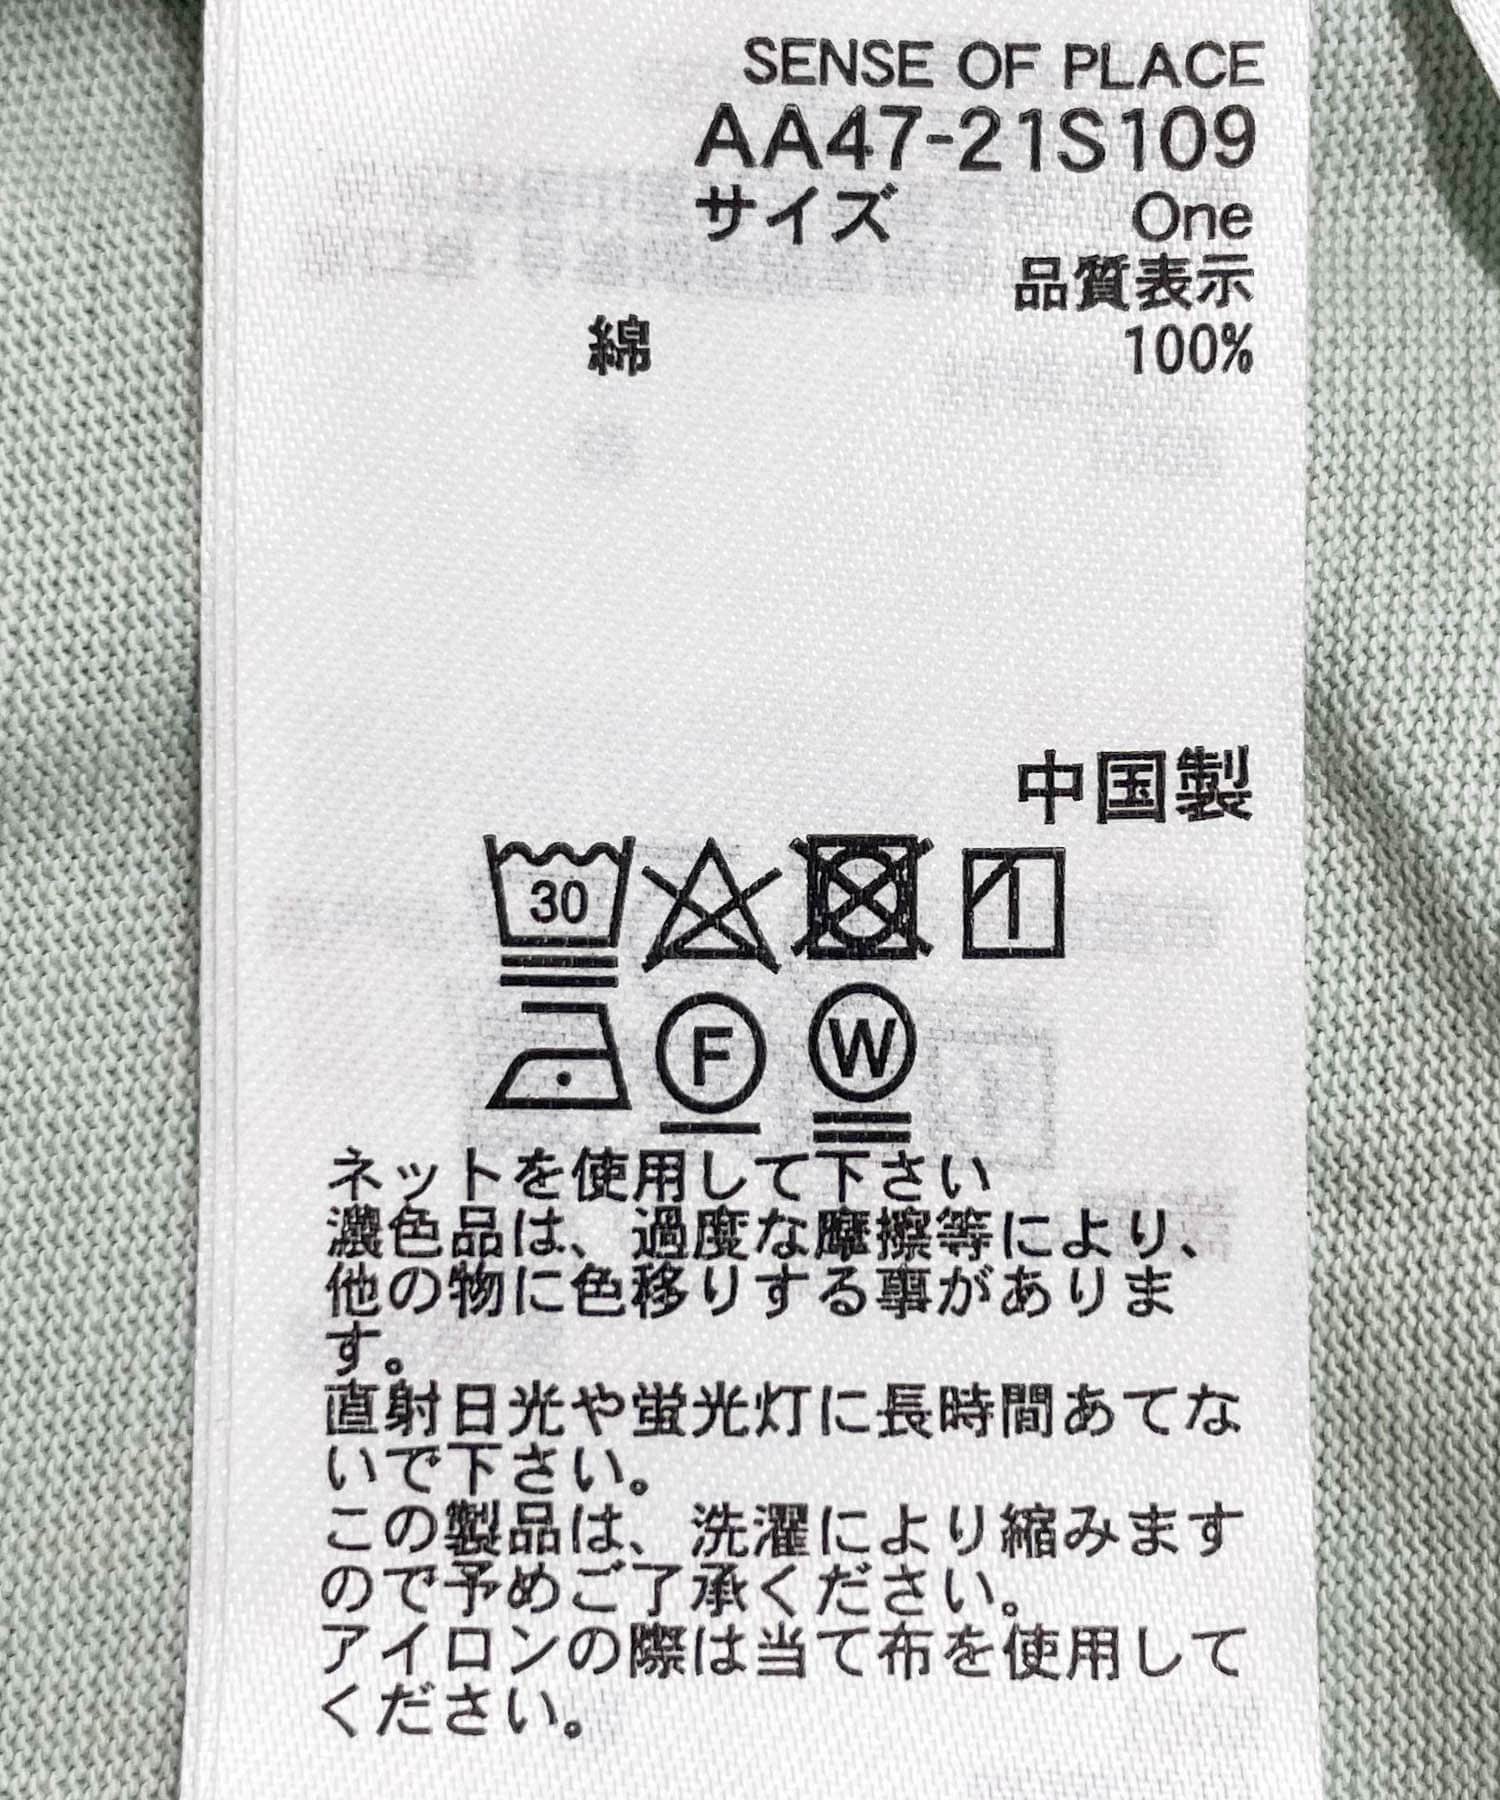 SENSE OF PLACE
AA47-21S109
サイズ One
品質表示
綿 100%
中国製
30
F W
ネットを使用して下さい
濃色品は、過度な摩擦等により、
他の物に色移りする事がありま
す。
直射日光や蛍光灯に長時間あてな
いで下さい。
この製品は、洗濯により縮みます
ので予めご了承ください。
アイロンの際は当て布を使用して
ください。